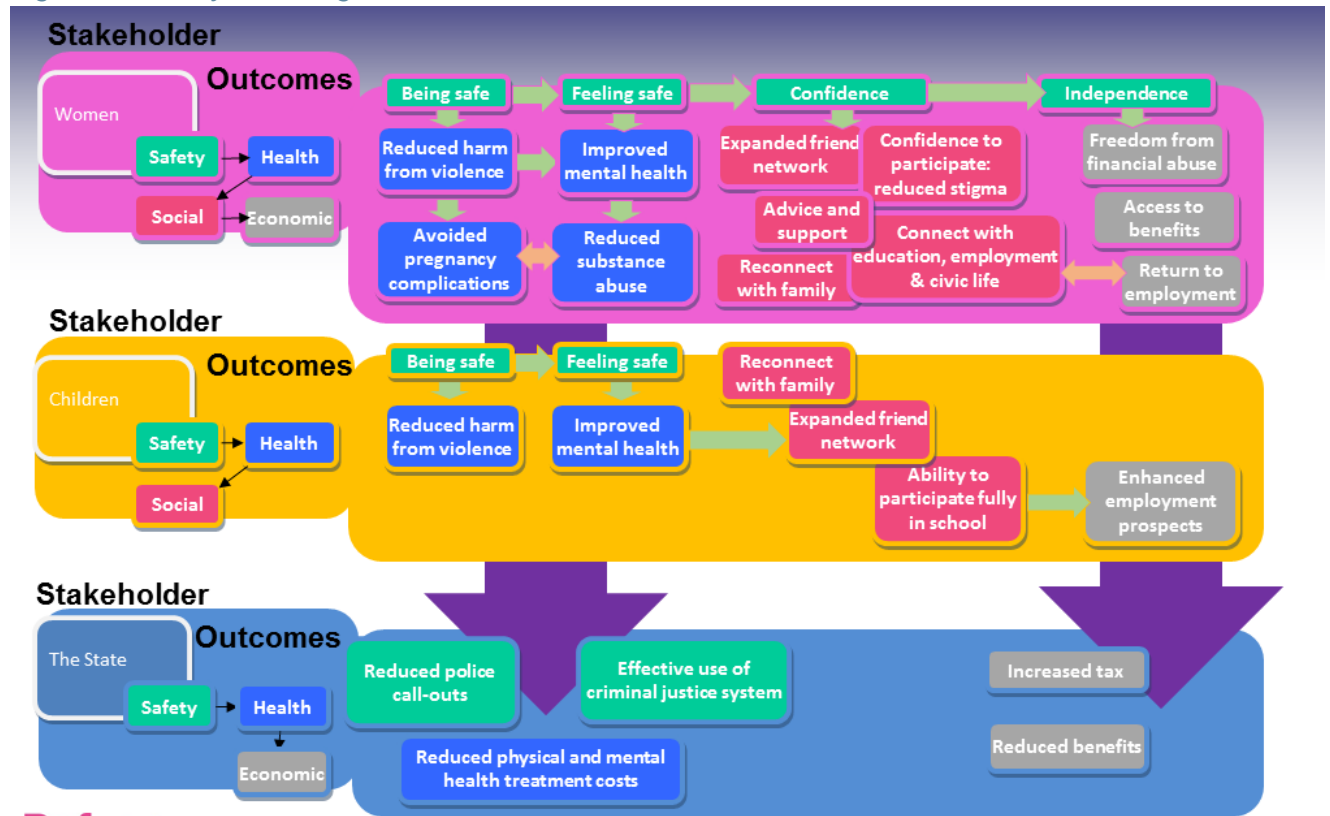 Stakeholder
Outcomes
Women
Safety
Health
Social
Economic
Being safe
Feeling safe
Confidence
Independence
Reduced harm
from violence
Improved
mental health
Expanded friend
network
Confidence to
participate:
reduced stigma
Freedom from
financial abuse
Advice and
support
Access to
benefits
Avoided
pregnancy
complications
Reduced
substance
abuse
Reconnect
with family
Connect with
education, employment
& civic life
Return to
employment
Stakeholder
Outcomes
Children
Safety
Health
Social
Being safe
Feeling safe
Reconnect
with family
Reduced harm
from violence
Improved
mental health
Expanded friend
network
Ability to
participate fully
in school
Enhanced
employment
prospects
Stakeholder
Outcomes
The State
Safety
Health
Economic
Reduced police
call-outs
Effective use of
criminal justice system
Increased tax
Reduced physical and mental
health treatment costs
Reduced benefits